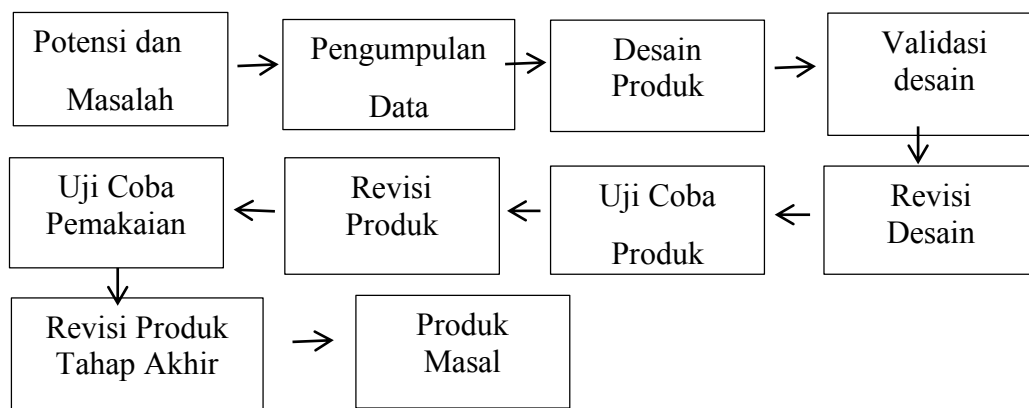 Potensi dan
Masalah
Pengumpulan
Data
Desain
Produk
Validasi
desain
Revisi
Desain
Uji Coba
Produk
Revisi
Produk
Uji Coba
Pemakaian
Revisi Produk
Tahap Akhir
Produk
Masal